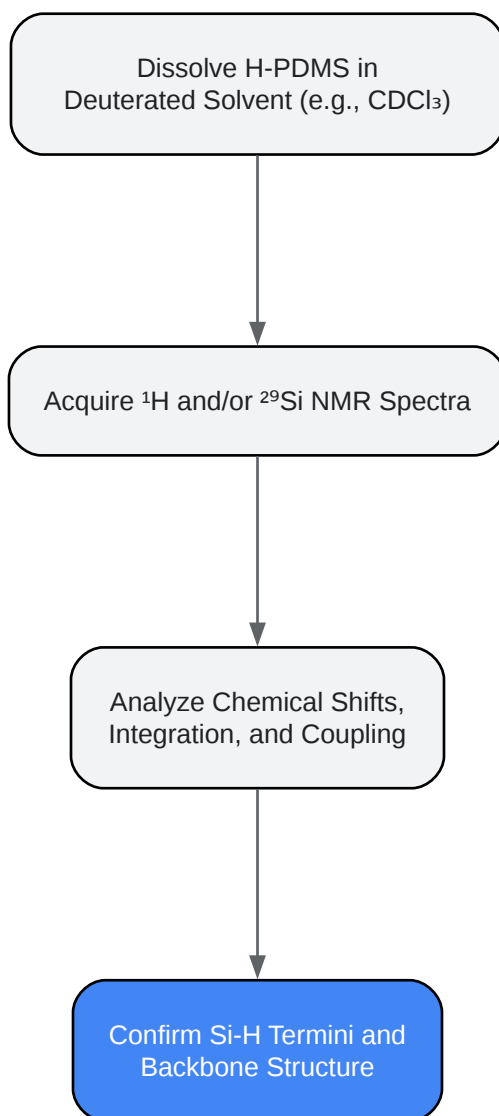 Dissolve H-PDMS in
Deuterated Solvent (e.g., CDCl₃)
Acquire ¹H and/or ²⁹Si NMR Spectra
Analyze Chemical Shifts,
Integration, and Coupling
Confirm Si-H Termini and
Backbone Structure